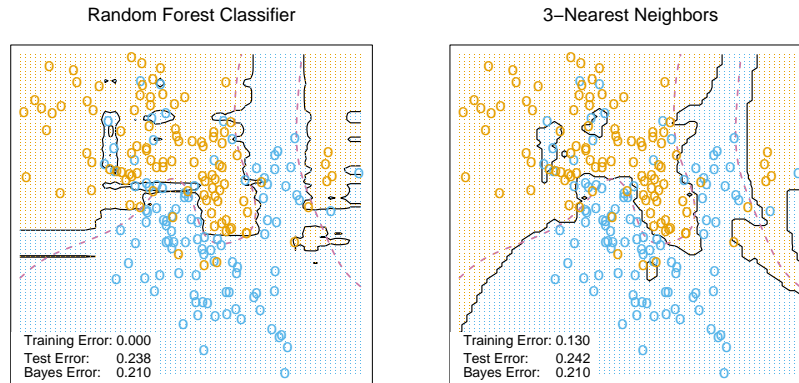 Random Forest Classifier
Training Error: 0.000
Test Error: 0.238
Bayes Error: 0.210
3−Nearest Neighbors
Training Error: 0.130
Test Error: 0.242
Bayes Error: 0.210